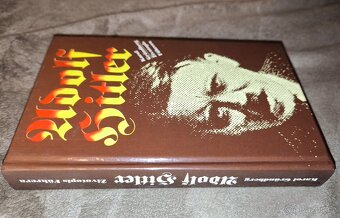 Adolf
Hitler
Karel Grünberg Adolf Hitler Životopis Führera